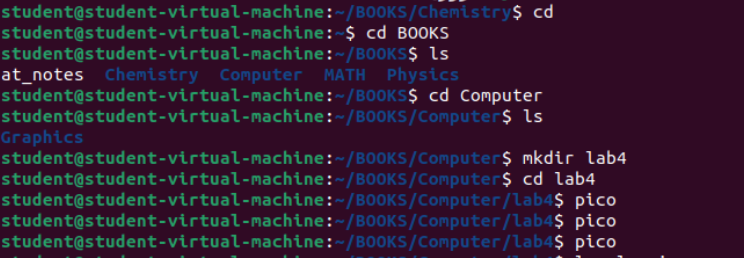 student@student-virtual-machine:~/BOOKS/Chemistry$ cd
student@student-virtual-machine:~$ cd BOOKS
student@student-virtual-machine:~/BOOKS$ ls
at_notes  Chemistry  Computer  MATH  Physics
student@student-virtual-machine:~/BOOKS$ cd Computer
student@student-virtual-machine:~/BOOKS/Computer$ ls
Graphics
student@student-virtual-machine:~/BOOKS/Computer$ mkdir lab4
student@student-virtual-machine:~/BOOKS/Computer$ cd lab4
student@student-virtual-machine:~/BOOKS/Computer/lab4$ pico
student@student-virtual-machine:~/BOOKS/Computer/lab4$ pico
student@student-virtual-machine:~/BOOKS/Computer/lab4$ pico